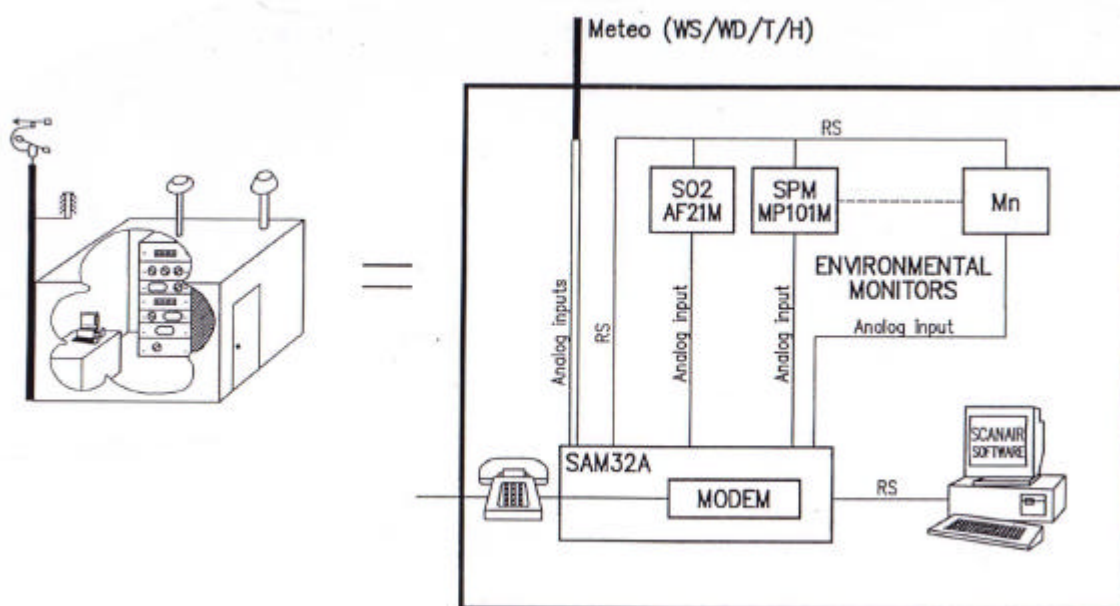 Meteo (WS/WD/T/H)
RS
SO2
AF21M
SPM
MP101M
Mn
ENVIRONMENTAL
MONITORS
Analog inputs
RS
Analog input
Analog input
Analog input
SAM32A
MODEM
RS
SCANAIR
SOFTWARE